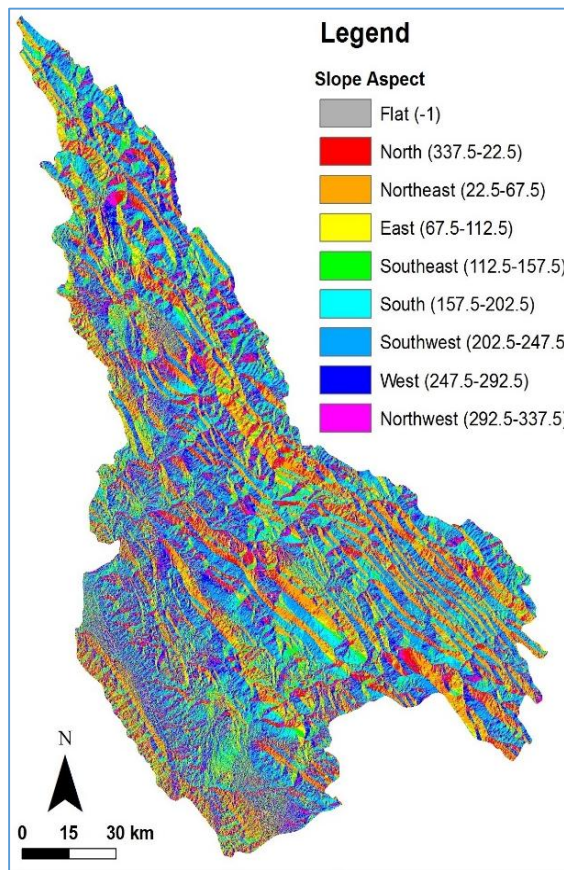 Legend
Slope Aspect
Flat (-1)
North (337.5-22.5)
Northeast (22.5-67.5)
East (67.5-112.5)
Southeast (112.5-157.5)
South (157.5-202.5)
Southwest (202.5-247.5
West (247.5-292.5)
Northwest (292.5-337.5)
N
0 15 30 km